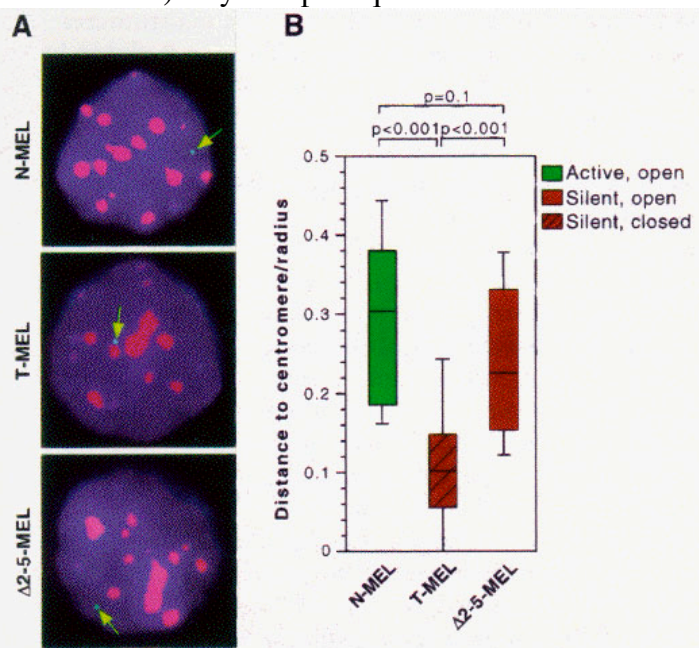 A
B
N-MEL
T-MEL
Δ2-5-MEL
p=0.1
p<0.001
p<0.001
0.5
0.4
0.3
0.2
0.1
0
Distance to centromere/radius
N-MEL
T-MEL
Δ2-5-MEL
Active, open
Silent, open
Silent, closed